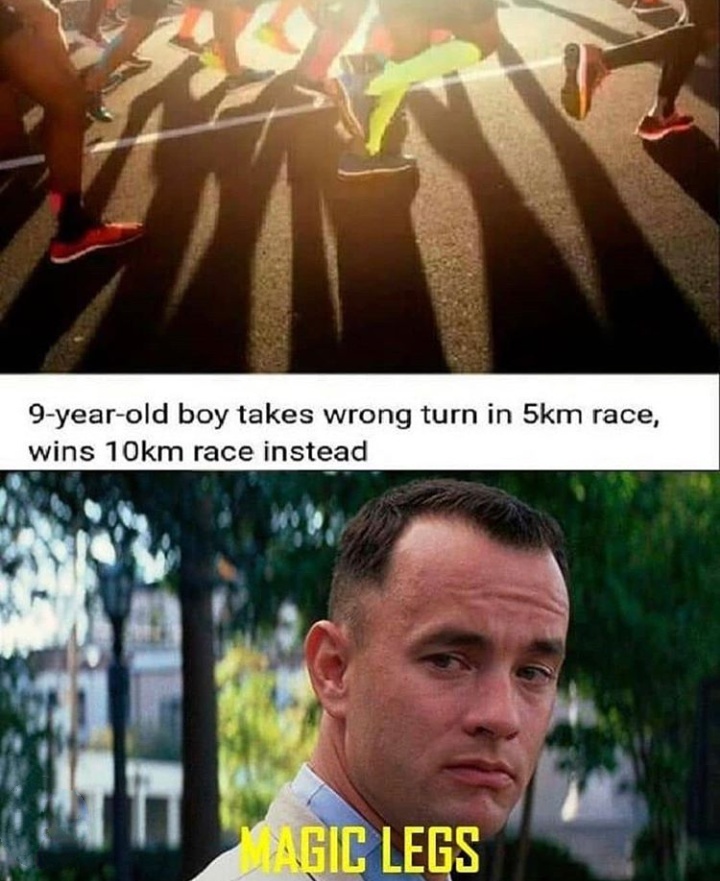 9-year-old boy takes wrong turn in 5km race,
wins 10km race instead
MAGIC LEGS